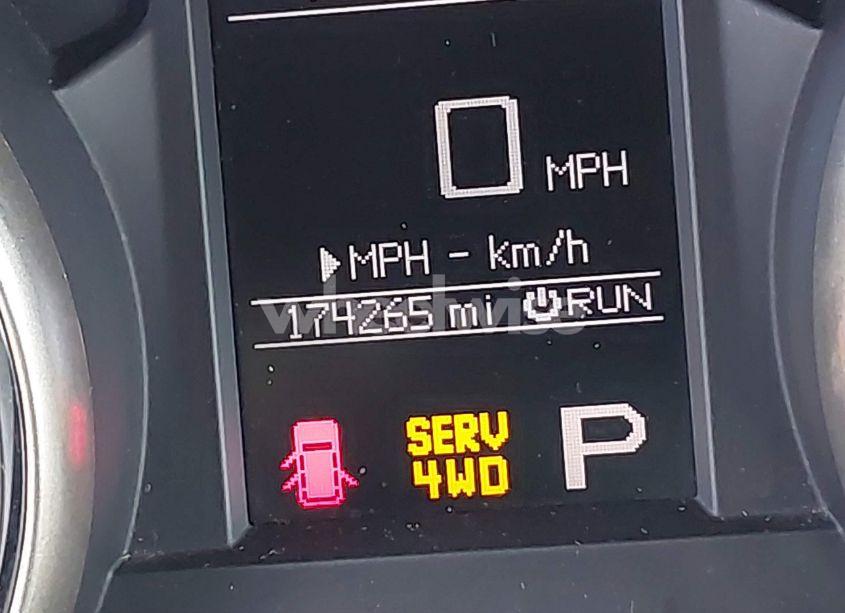 0 MPH
MPH - km/h
174265 mi RUN
SERV
4WD
P